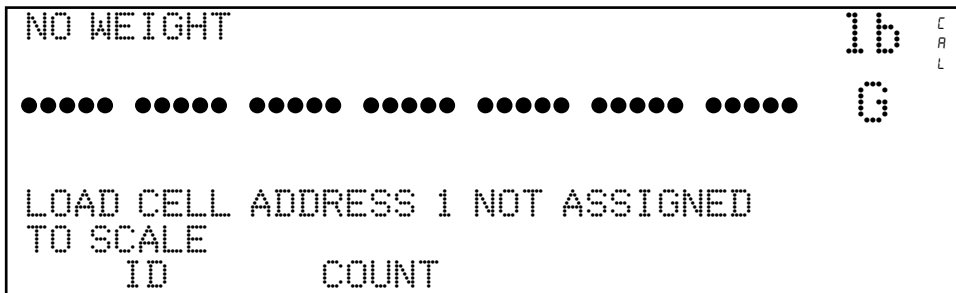 NO WEIGHT lb CAL
----- ----- ----- ----- ----- ----- ----- G
LOAD CELL ADDRESS 1 NOT ASSIGNED
TO SCALE
ID COUNT